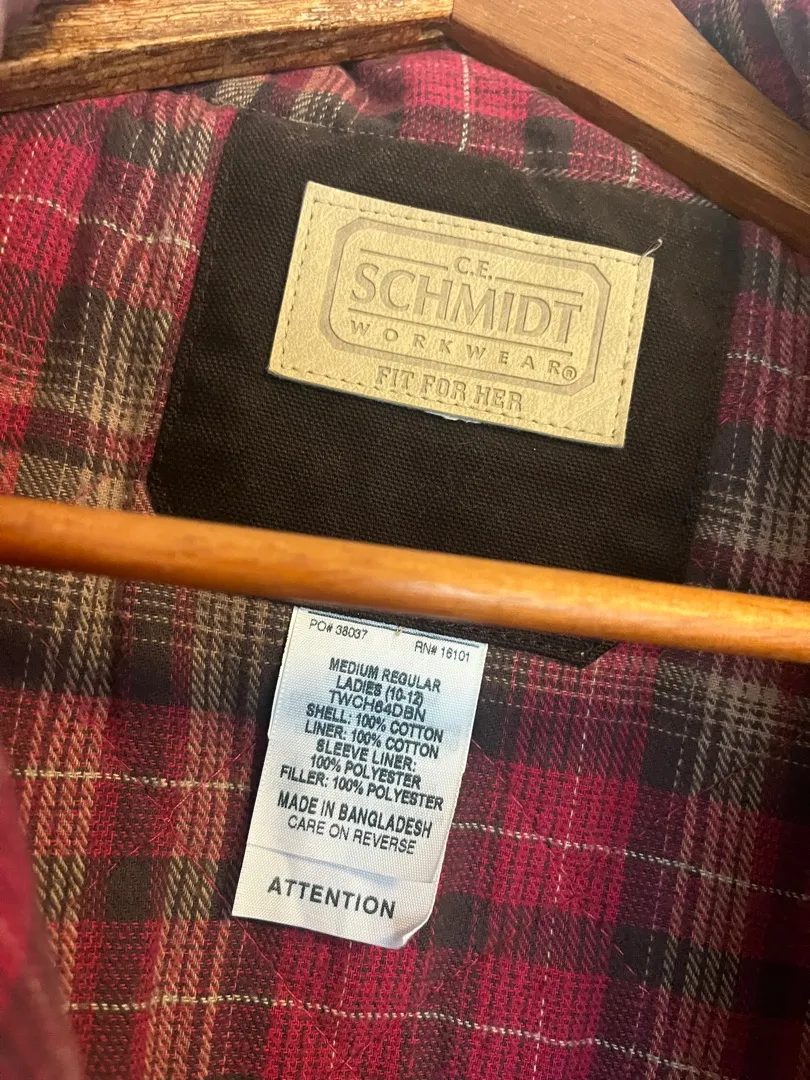 C.E.
SCHMIDT
WORKWEAR®
FIT FOR HER
PO# 38037
RN# 16101
MEDIUM REGULAR
LADIES (10-12)
TWCH64DBN
SHELL: 100% COTTON
LINER: 100% COTTON
SLEEVE LINER:
100% POLYESTER
FILLER: 100% POLYESTER
MADE IN BANGLADESH
CARE ON REVERSE
ATTENTION